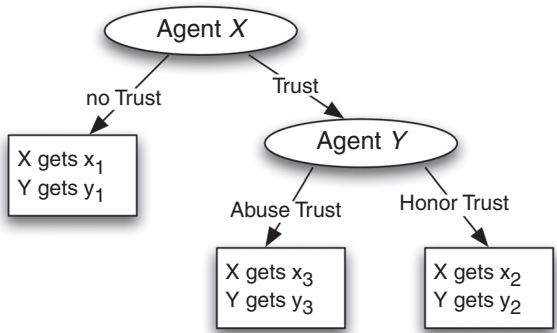 Agent X
no Trust
Trust
X gets x1
Y gets y1
Agent Y
Abuse Trust
Honor Trust
X gets x3
Y gets y3
X gets x2
Y gets y2